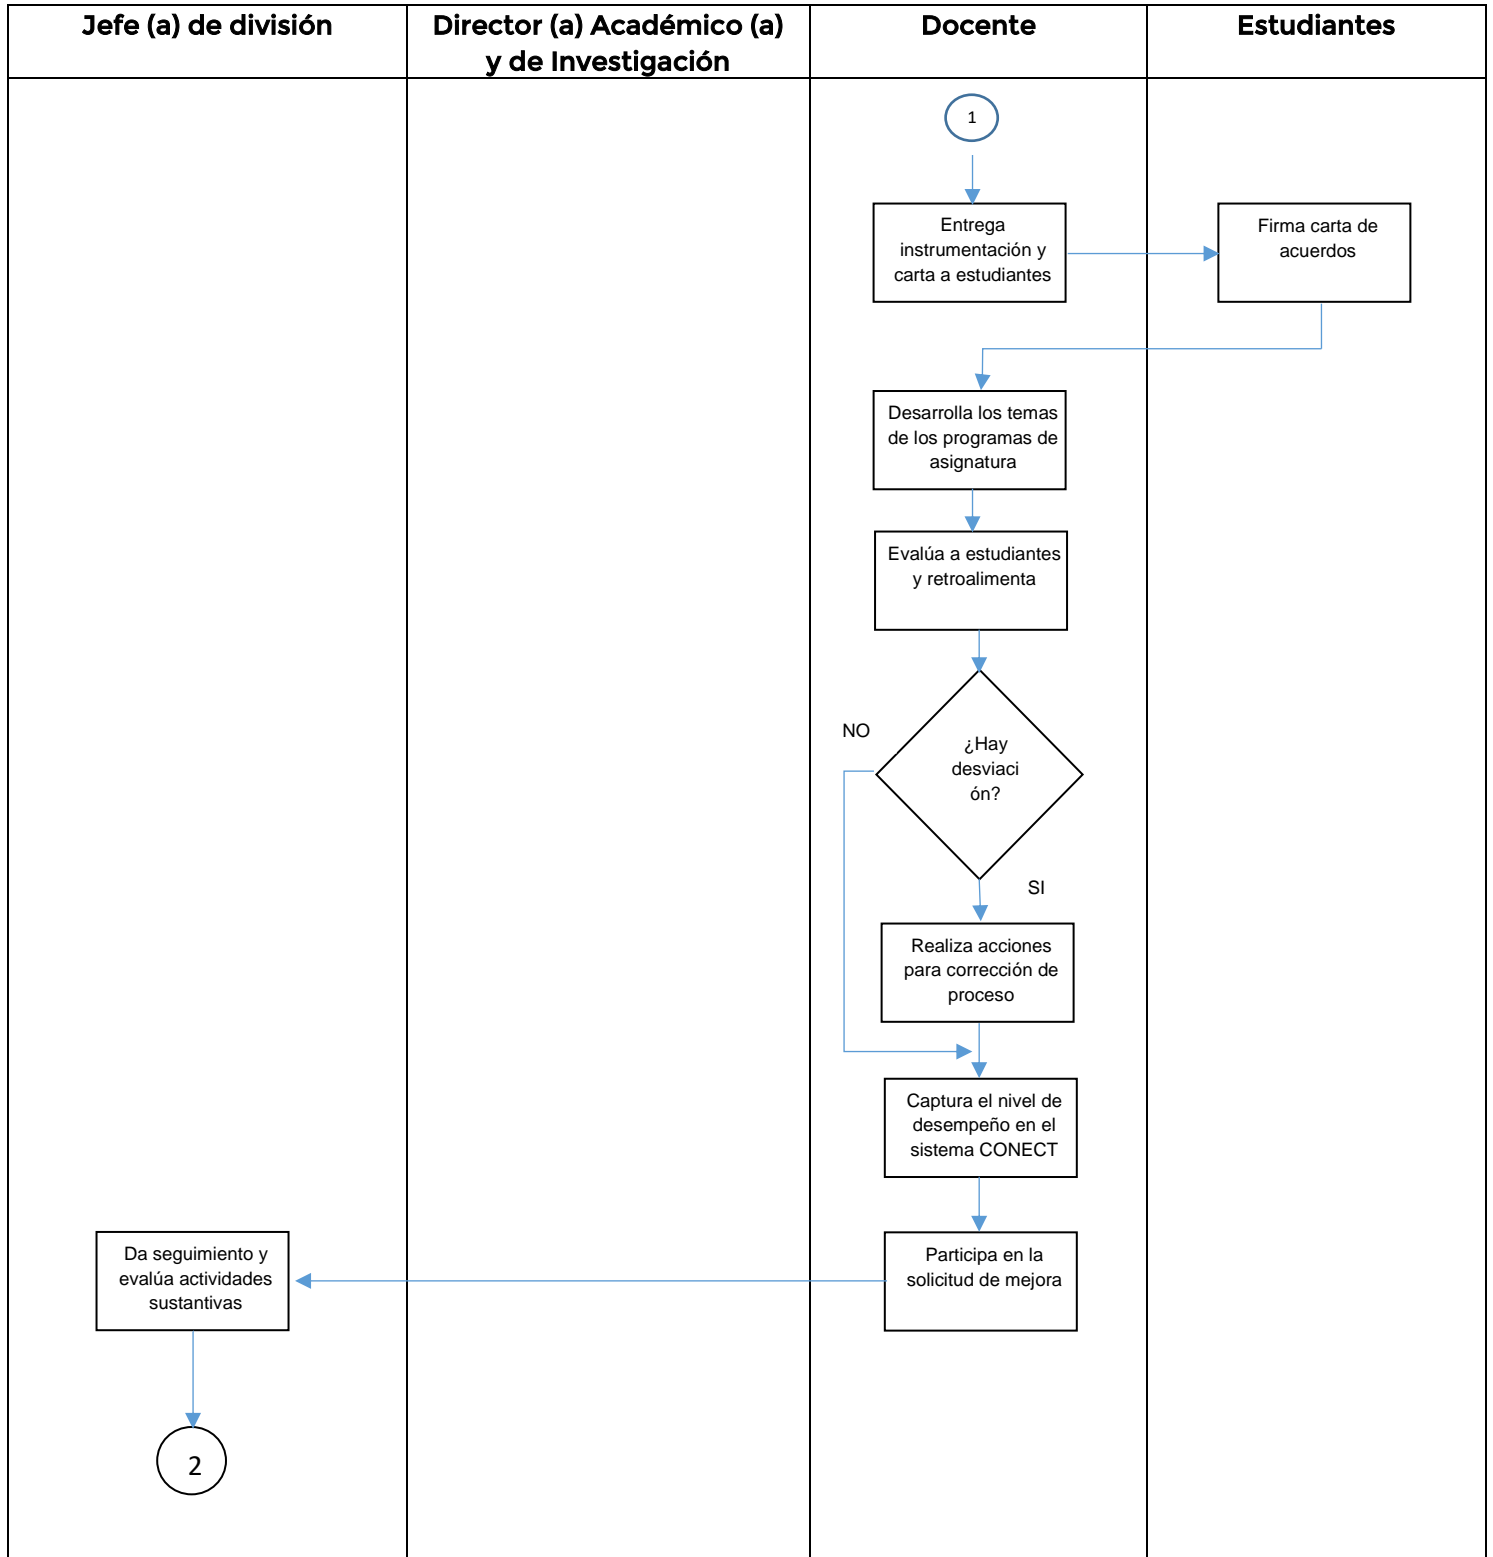 Jefe (a) de división
Director (a) Académico (a)
y de Investigación
Docente
Estudiantes
1
Entrega
instrumentación y
carta a estudiantes
Firma carta de
acuerdos
Desarrolla los temas
de los programas de
asignatura
Evalúa a estudiantes
y retroalimenta
NO
¿Hay
desviaci
ón?
SI
Realiza acciones
para corrección de
proceso
Captura el nivel de
desempeño en el
sistema CONECT
Da seguimiento y
evalúa actividades
sustantivas
Participa en la
solicitud de mejora
2